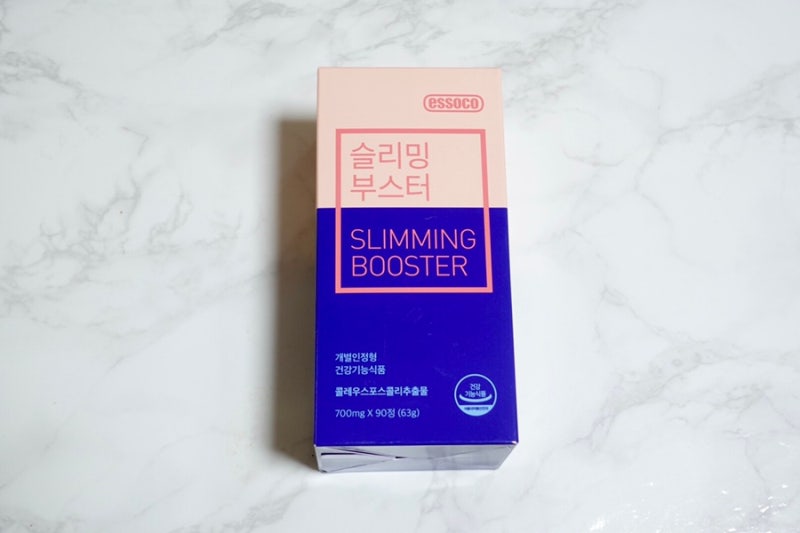 essoco
슬리밍
부스터
SLIMMING
BOOSTER
개별인정형
건강기능식품
콜레우스포스콜리추출물
700mg X 90정 (63g)
건강
기능식품